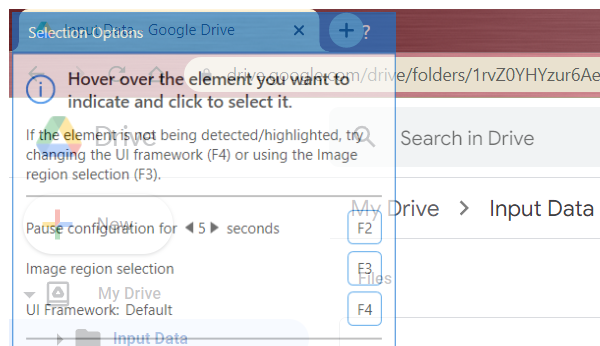 Selection Options
Input Data - Google Drive
?
drive.google.com/drive/folders/1rvZ0YHYzur6Ae
Hover over the element you want to
indicate and click to select it.
If the element is not being detected/highlighted, try
changing the UI framework (F4) or using the Image
region selection (F3).
Drive
Search in Drive
My Drive
Input Data
New
Pause configuration for
5
seconds
F2
Image region selection
F3
Files
My Drive
UI Framework: Default
F4
Input Data